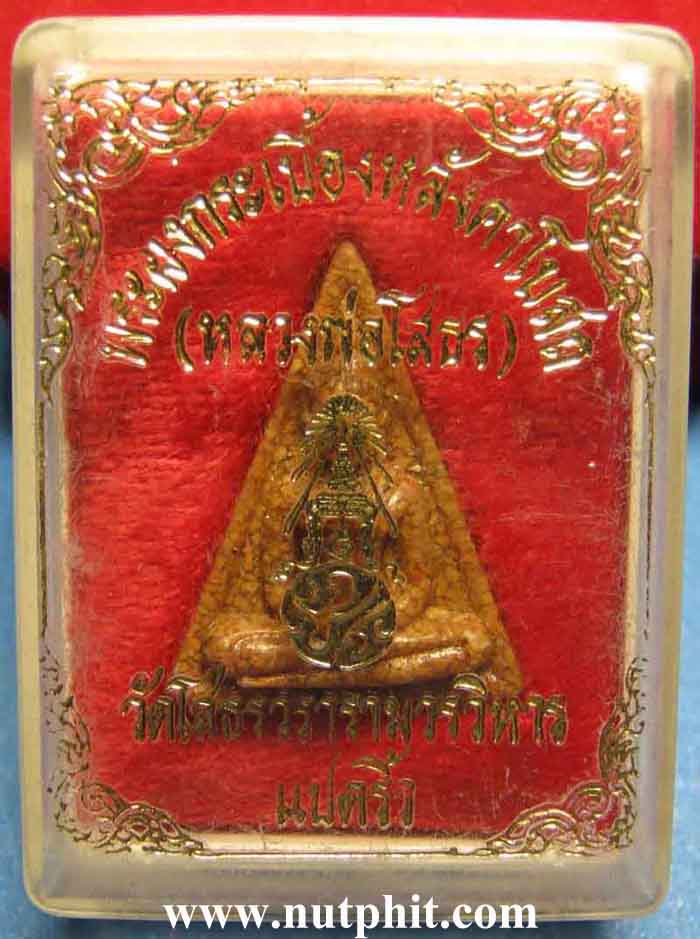 พระผงกระเบื้องหลังคาโบสถ์
(หลวงพ่อโสธร)
วัดโสธรวรารามวรวิหาร
แปดริ้ว
www.nutphit.com